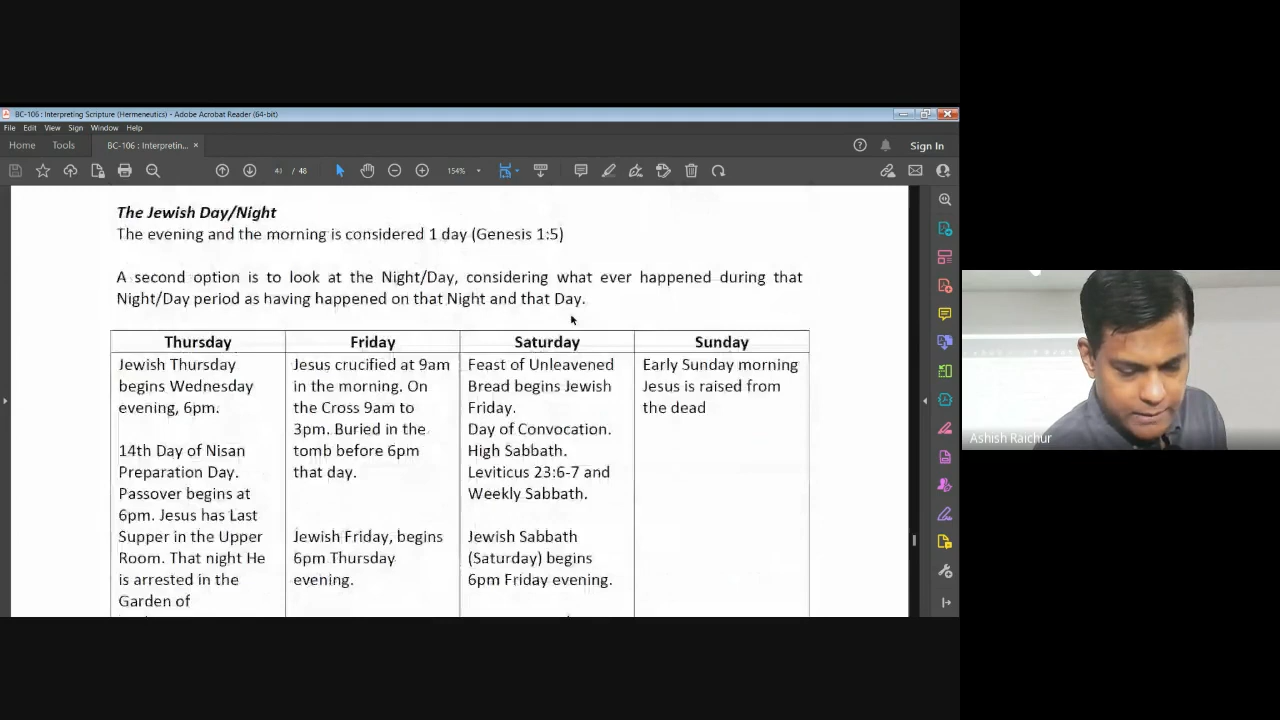 BC-106 : Interpreting Scripture (Hermeneutics) - Adobe Acrobat Reader (64-bit)
File Edit View Sign Window Help
Home Tools BC-106 : Interpretin... × Sign In
/ 48 154%
The Jewish Day/Night
The evening and the morning is considered 1 day (Genesis 1:5)
A second option is to look at the Night/Day, considering what ever happened during that
Night/Day period as having happened on that Night and that Day.
Thursday
Jewish Thursday
begins Wednesday
evening, 6pm.
14th Day of Nisan
Preparation Day.
Passover begins at
6pm. Jesus has Last
Supper in the Upper
Room. That night He
is arrested in the
Garden of
Friday
Jesus crucified at 9am
in the morning. On
the Cross 9am to
3pm. Buried in the
tomb before 6pm
that day.
Jewish Friday, begins
6pm Thursday
evening.
Saturday
Feast of Unleavened
Bread begins Jewish
Friday.
Day of Convocation.
High Sabbath.
Leviticus 23:6-7 and
Weekly Sabbath.
Jewish Sabbath
(Saturday) begins
6pm Friday evening.
Sunday
Early Sunday morning
Jesus is raised from
the dead
Ashish Raichur